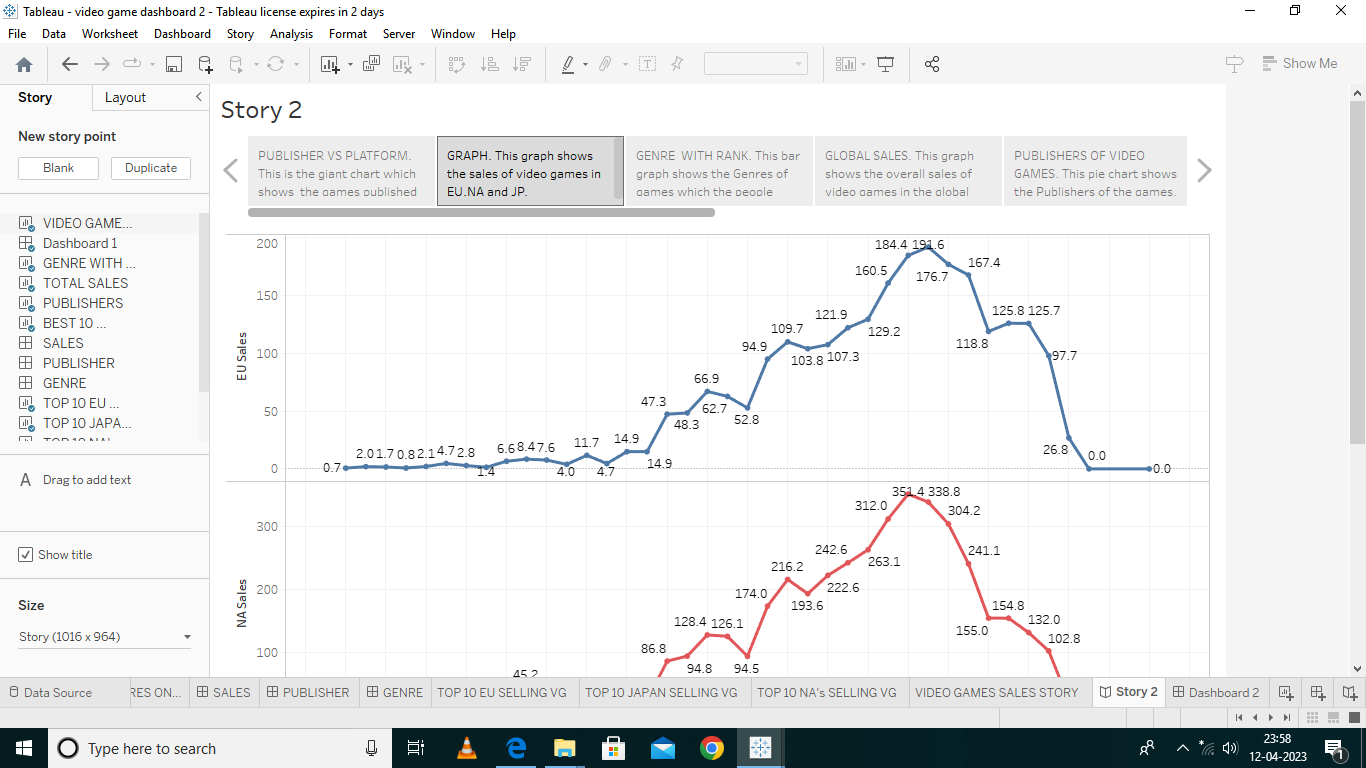 Tableau - video game dashboard 2 - Tableau license expires in 2 days
File Data Worksheet Dashboard Story Analysis Format Server Window Help
Show Me
Story Layout
New story point
Blank Duplicate
VIDEO GAME...
Dashboard 1
GENRE WITH ...
TOTAL SALES
PUBLISHERS
BEST 10 ...
SALES
PUBLISHER
GENRE
TOP 10 EU ...
TOP 10 JAPA...
A Drag to add text
Show title
Size
Story (1016 x 964)
Story 2
PUBLISHER VS PLATFORM.
This is the giant chart which
shows the games published
GRAPH. This graph shows
the sales of video games in
EU,NA and JP.
GENRE WITH RANK. This bar
graph shows the Genres of
games which the people
GLOBAL SALES. This graph
shows the overall sales of
video games in the global
PUBLISHERS OF VIDEO
GAMES. This pie chart shows
the Publishers of the games.
EU Sales
200
150
100
50
0
0.7 2.0 1.7 0.8 2.1 4.7 2.8 1.4 6.6 8.4 7.6 4.0 11.7 4.7 14.9 14.9 47.3 48.3 66.9 62.7 52.8 94.9 109.7 103.8 107.3 121.9 129.2 160.5 184.4 191.6 176.7 167.4 118.8 125.8 125.7 97.7 26.8 0.0 0.0
NA Sales
300
200
100
45.2 86.8 94.8 128.4 126.1 94.5 174.0 216.2 193.6 222.6 242.6 263.1 312.0 351.4 338.8 304.2 241.1 155.0 154.8 132.0 102.8
Data Source RES ON... SALES PUBLISHER GENRE TOP 10 EU SELLING VG TOP 10 JAPAN SELLING VG TOP 10 NA's SELLING VG VIDEO GAMES SALES STORY Story 2 Dashboard 2
Type here to search
23:58
12-04-2023
1